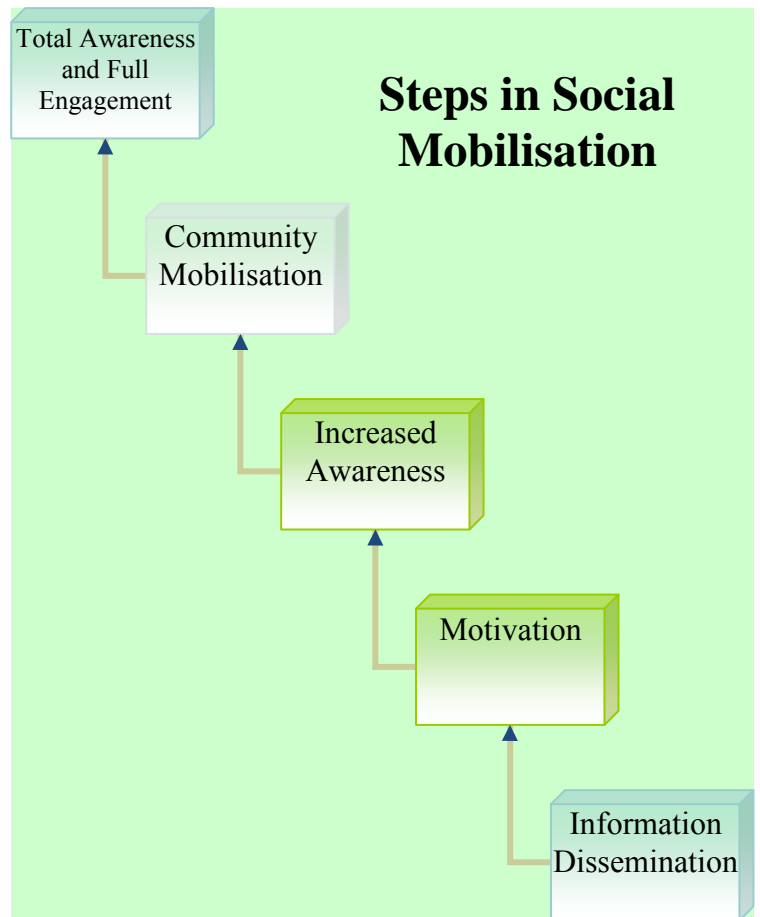 Total Awareness
and Full
Engagement
Steps in Social
Mobilisation
Community
Mobilisation
Increased
Awareness
Motivation
Information
Dissemination